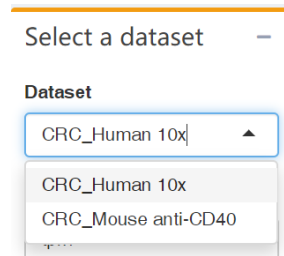 Select a dataset
Dataset
CRC_Human 10x
CRC_Human 10x
CRC_Mouse anti-CD40